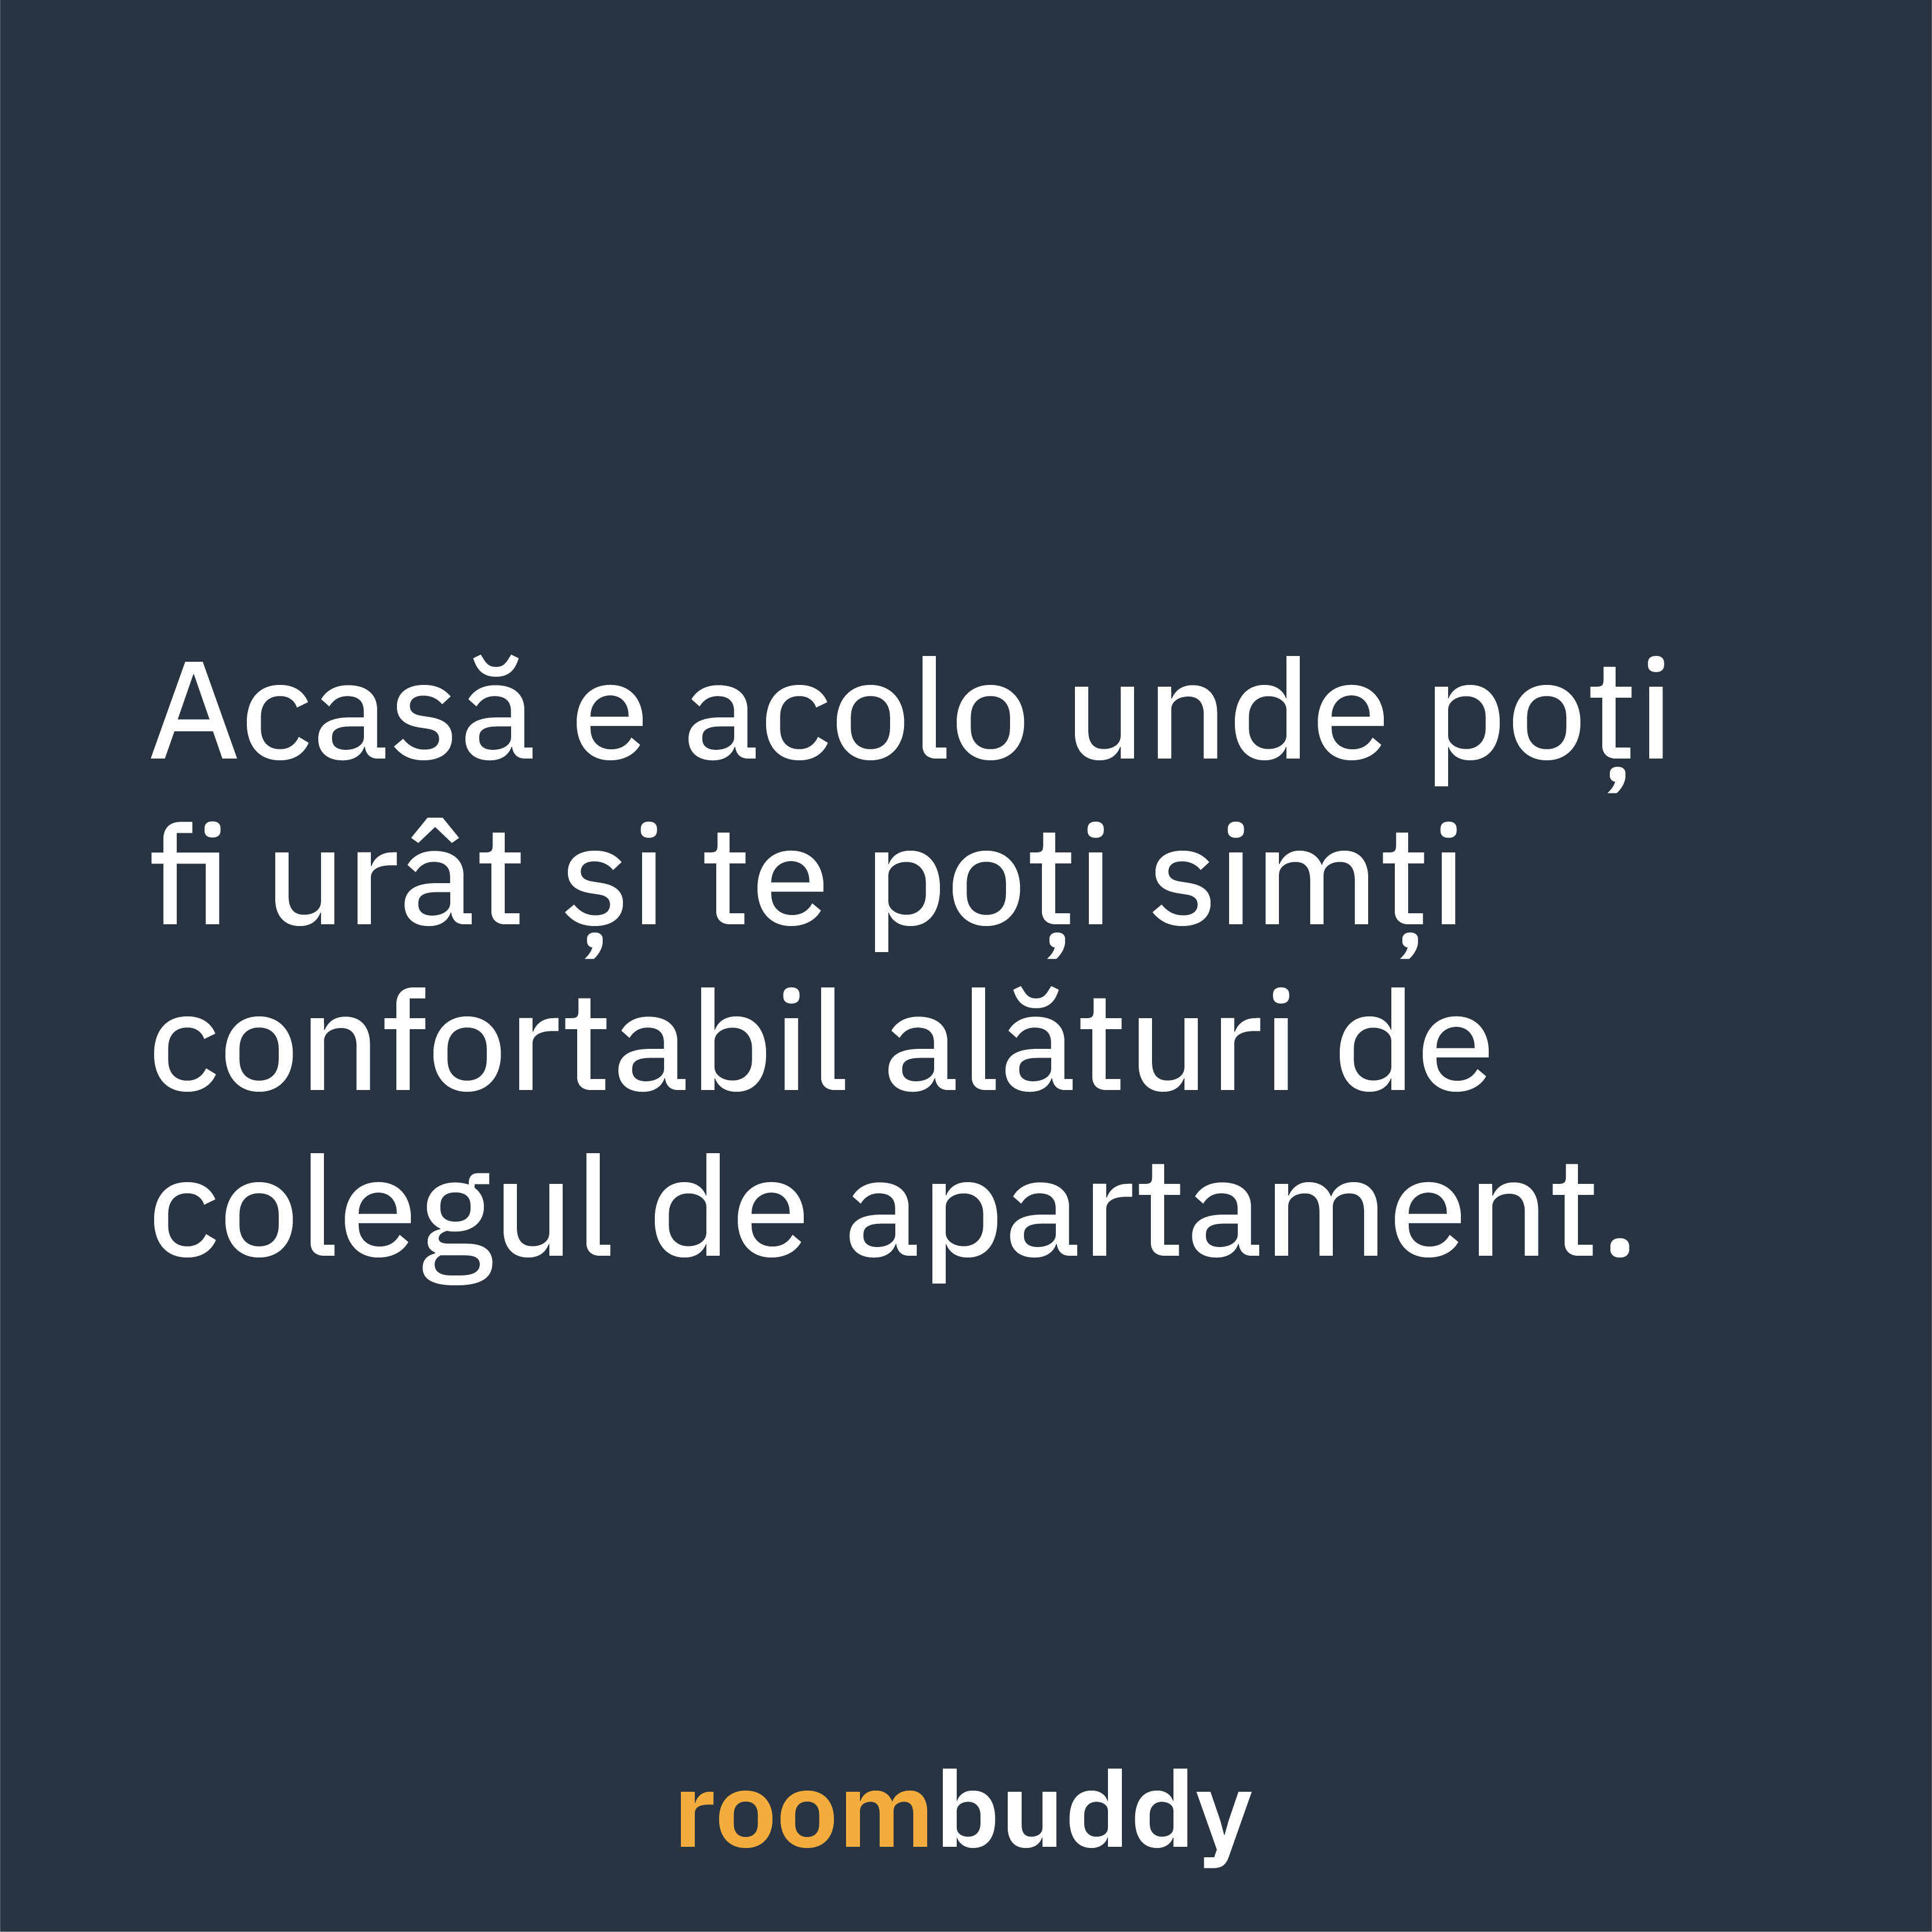 Acasă e acolo unde poți
fi urât și te poți simți
confortabil alături de
colegul de apartament.
roombuddy